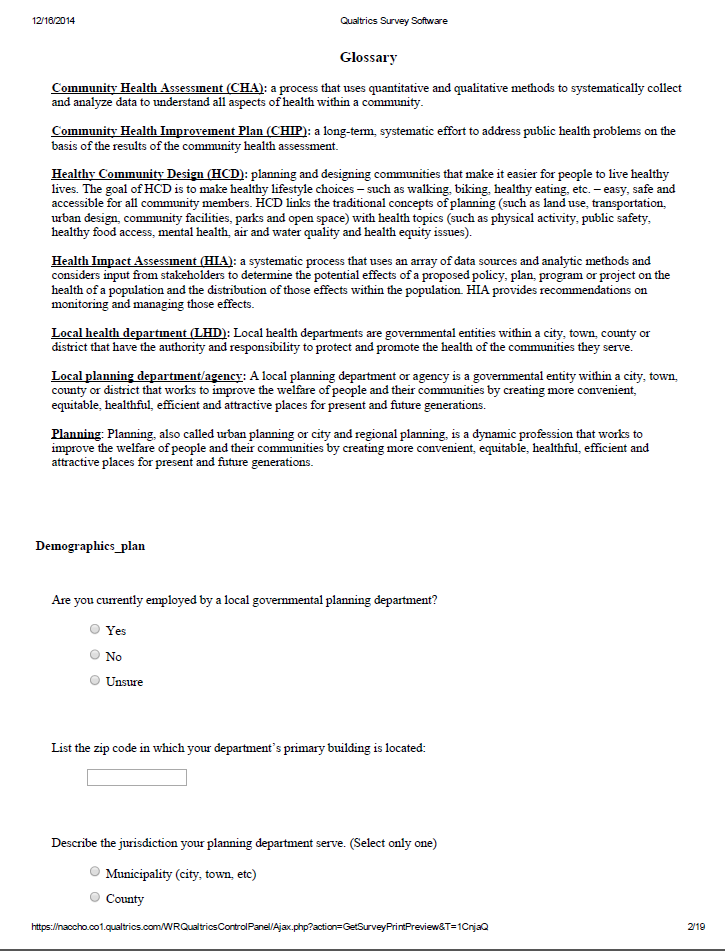 12/16/2014
Qualtrics Survey Software
Glossary
Community Health Assessment (CHA): a process that uses quantitative and qualitative methods to systematically collect
and analyze data to understand all aspects of health within a community.
Community Health Improvement Plan (CHIP): a long-term, systematic effort to address public health problems on the
basis of the results of the community health assessment.
Healthy Community Design (HCD): planning and designing communities that make it easier for people to live healthy
lives. The goal of HCD is to make healthy lifestyle choices – such as walking, biking, healthy eating, etc. – easy, safe and
accessible for all community members. HCD links the traditional concepts of planning (such as land use, transportation,
urban design, community facilities, parks and open space) with health topics (such as physical activity, public safety,
healthy food access, mental health, air and water quality and health equity issues).
Health Impact Assessment (HIA): a systematic process that uses an array of data sources and analytic methods and
considers input from stakeholders to determine the potential effects of a proposed policy, plan, program or project on the
health of a population and the distribution of those effects within the population. HIA provides recommendations on
monitoring and managing those effects.
Local health department (LHD): Local health departments are governmental entities within a city, town, county or
district that have the authority and responsibility to protect and promote the health of the communities they serve.
Local planning department/agency: A local planning department or agency is a governmental entity within a city, town,
county or district that works to improve the welfare of people and their communities by creating more convenient,
equitable, healthful, efficient and attractive places for present and future generations.
Planning: Planning, also called urban planning or city and regional planning, is a dynamic profession that works to
improve the welfare of people and their communities by creating more convenient, equitable, healthful, efficient and
attractive places for present and future generations.
Demographics_plan
Are you currently employed by a local governmental planning department?
Yes
No
Unsure
List the zip code in which your department's primary building is located:
Describe the jurisdiction your planning department serve. (Select only one)
Municipality (city, town, etc)
County
https://naccho.co1.qualtrics.com/WRQualtricsControlPanel/Ajax.php?action=GetSurveyPrintPreview&T=1CnjaQ
2/19